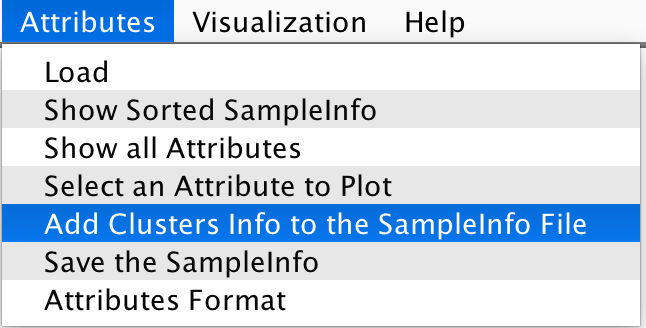 Attributes Visualization Help
Load
Show Sorted SampleInfo
Show all Attributes
Select an Attribute to Plot
Add Clusters Info to the SampleInfo File
Save the SampleInfo
Attributes Format